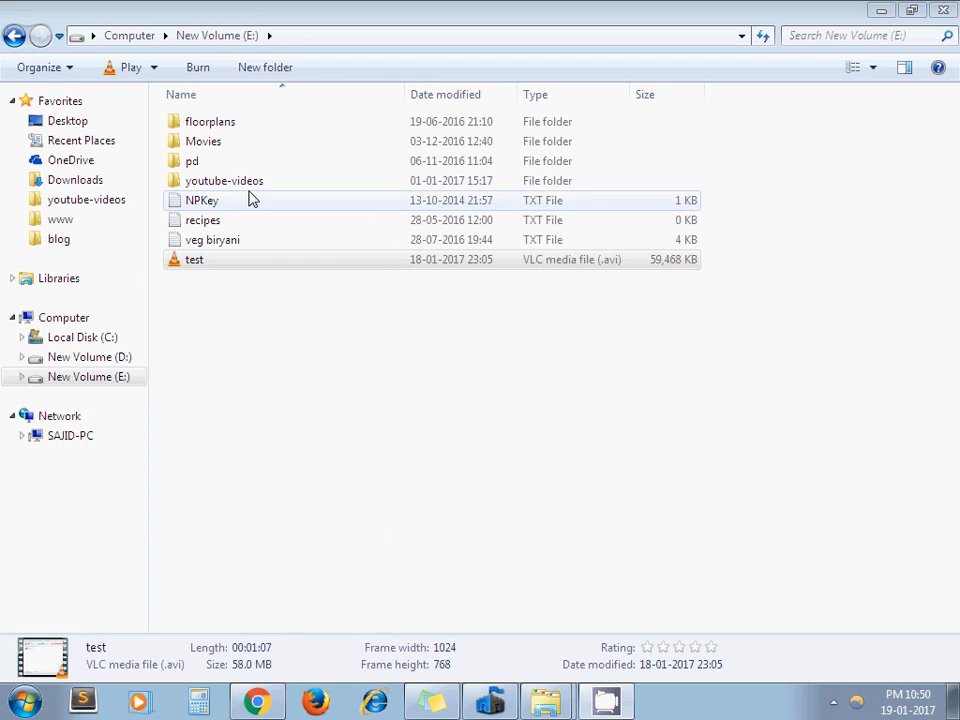 Computer
New Volume (E:)
Search New Volume (E:)
Organize
Play
Burn
New folder
Name
Date modified
Type
Size
floorplans 19-06-2016 21:10 File folder
Movies 03-12-2016 12:40 File folder
pd 06-11-2016 11:04 File folder
youtube-videos 01-01-2017 15:17 File folder
NPKey 13-10-2014 21:57 TXT File 1 KB
recipes 28-05-2016 12:00 TXT File 0 KB
veg biryani 28-07-2016 19:44 TXT File 4 KB
test 18-01-2017 23:05 VLC media file (.avi) 59,468 KB
Favorites
Desktop
Recent Places
OneDrive
Downloads
youtube-videos
www
blog
Libraries
Computer
Local Disk (C:)
New Volume (D:)
New Volume (E:)
Network
SAJID-PC
test Length: 00:01:07 Frame width: 1024 Rating:
VLC media file (.avi) Size: 58.0 MB Frame height: 768 Date modified: 18-01-2017 23:05
PM 10:50
19-01-2017